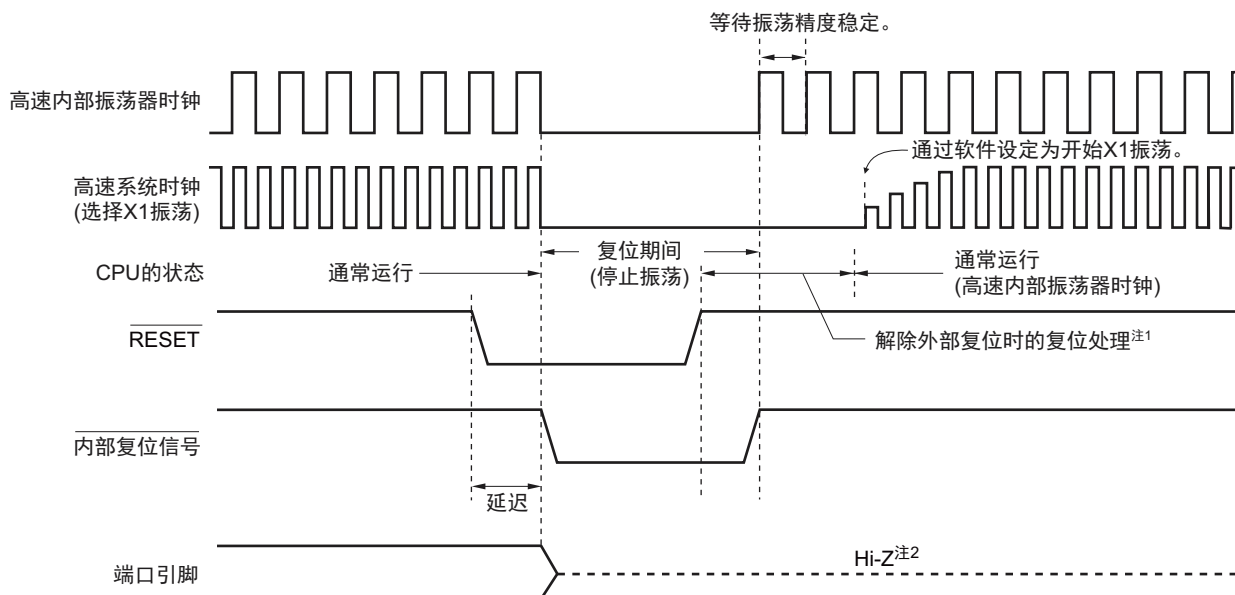 等待振荡精度稳定。
高速内部振荡器时钟
通过软件设定为开始X1振荡。
高速系统时钟
(选择X1振荡)
CPU的状态
通常运行
复位期间
(停止振荡)
通常运行
(高速内部振荡器时钟)
RESET
解除外部复位时的复位处理注1
内部复位信号
延迟
端口引脚
Hi-Z注2